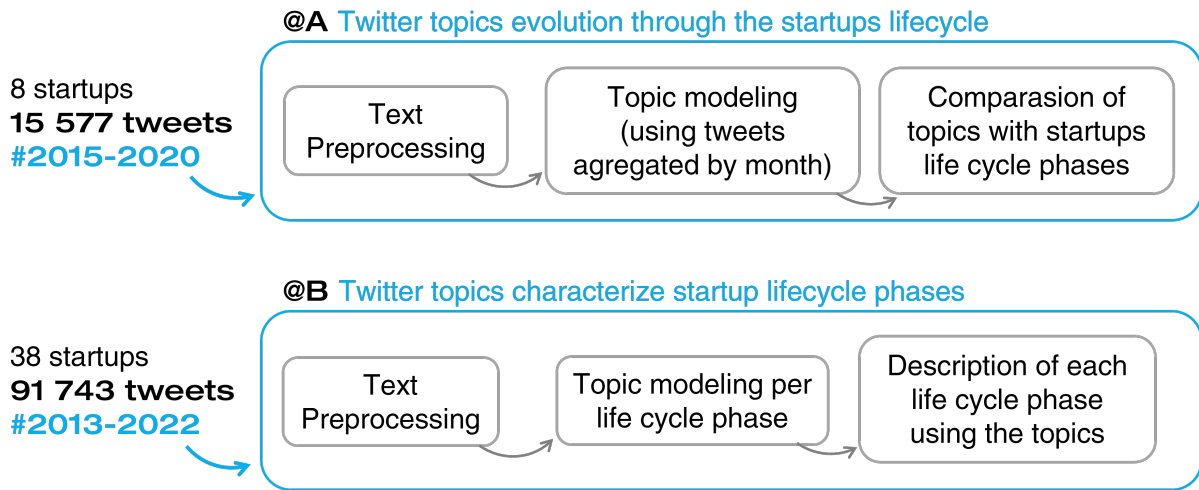 @A Twitter topics evolution through the startups lifecycle
8 startups
15 577 tweets
#2015-2020
Text
Preprocessing
Topic modeling
(using tweets
agregated by month)
Comparasion of
topics with startups
life cycle phases
@B Twitter topics characterize startup lifecycle phases
38 startups
91 743 tweets
#2013-2022
Text
Preprocessing
Topic modeling per
life cycle phase
Description of each
life cycle phase
using the topics